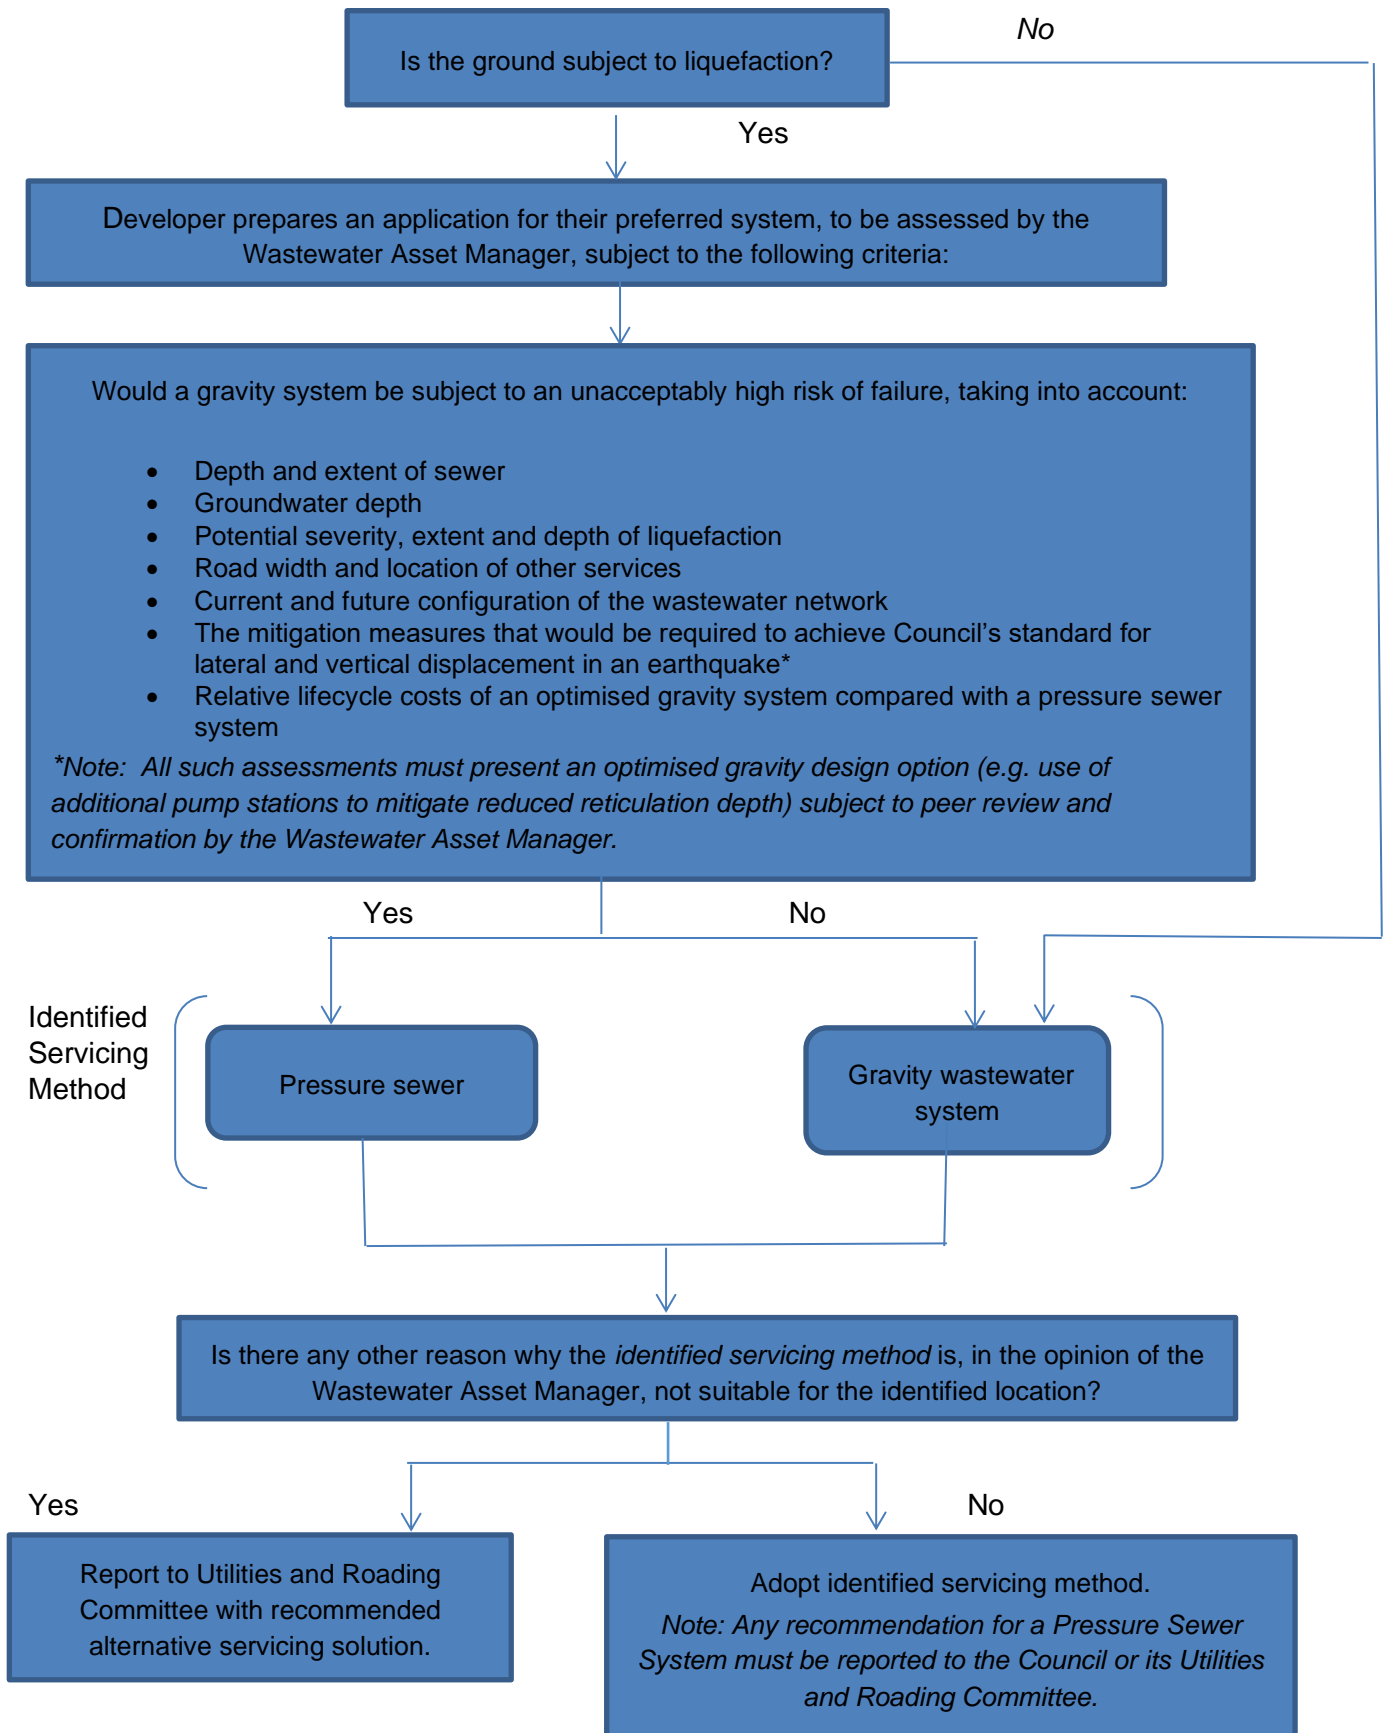 No
Is the ground subject to liquefaction?
Yes
Developer prepares an application for their preferred system, to be assessed by the
Wastewater Asset Manager, subject to the following criteria:
Would a gravity system be subject to an unacceptably high risk of failure, taking into account:
• Depth and extent of sewer
• Groundwater depth
• Potential severity, extent and depth of liquefaction
• Road width and location of other services
• Current and future configuration of the wastewater network
• The mitigation measures that would be required to achieve Council's standard for
lateral and vertical displacement in an earthquake*
• Relative lifecycle costs of an optimised gravity system compared with a pressure sewer
system
*Note: All such assessments must present an optimised gravity design option (e.g. use of
additional pump stations to mitigate reduced reticulation depth) subject to peer review and
confirmation by the Wastewater Asset Manager.
Yes
No
Identified
Servicing
Method
Pressure sewer
Gravity wastewater
system
Is there any other reason why the identified servicing method is, in the opinion of the
Wastewater Asset Manager, not suitable for the identified location?
Yes
No
Report to Utilities and Roading
Committee with recommended
alternative servicing solution.
Adopt identified servicing method.
Note: Any recommendation for a Pressure Sewer
System must be reported to the Council or its Utilities
and Roading Committee.